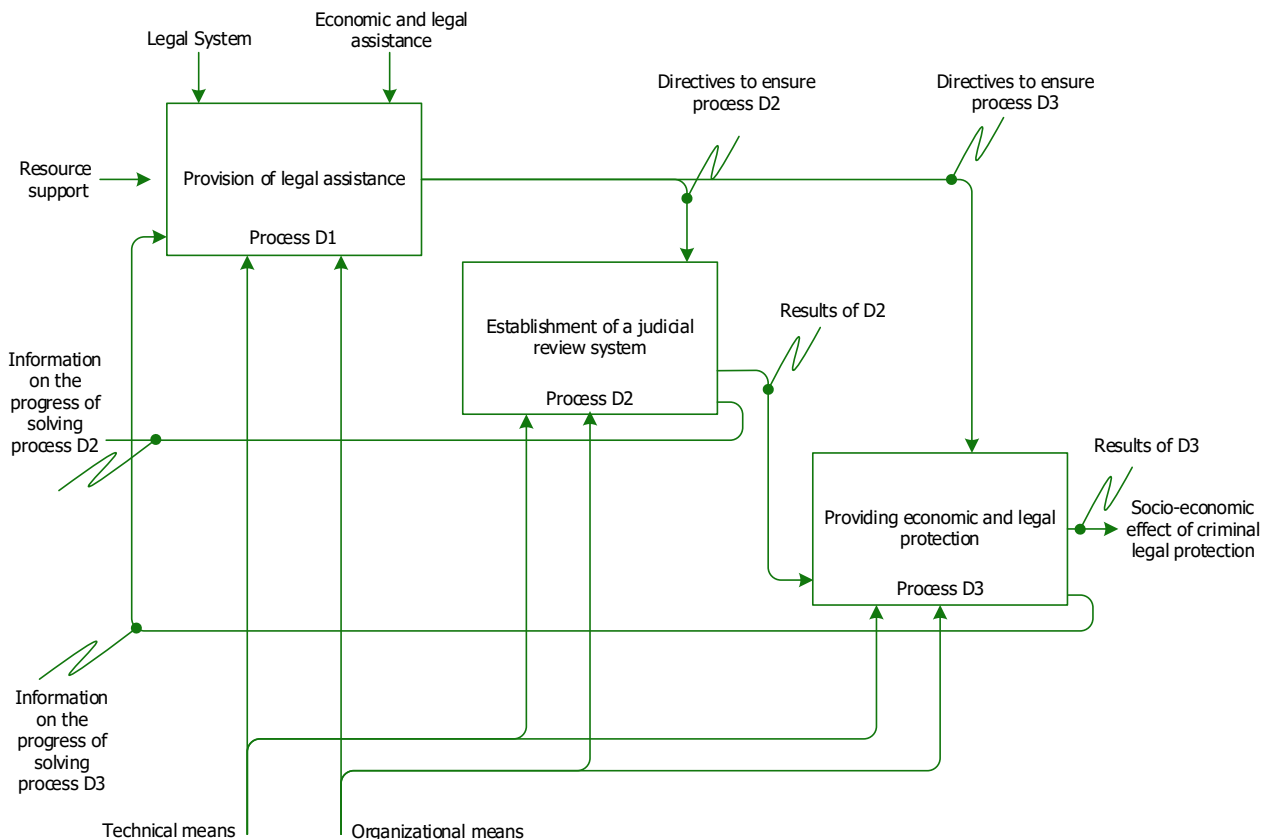 Legal System
Economic and legal
assistance
Directives to ensure
process D2
Directives to ensure
process D3
Resource
support
Provision of legal assistance
Process D1
Establishment of a judicial
review system
Process D2
Results of D2
Information
on the
progress of
solving
process D2
Results of D3
Providing economic and legal
protection
Process D3
Socio-economic
effect of criminal
legal protection
Information
on the
progress of
solving
process D3
Technical means
Organizational means